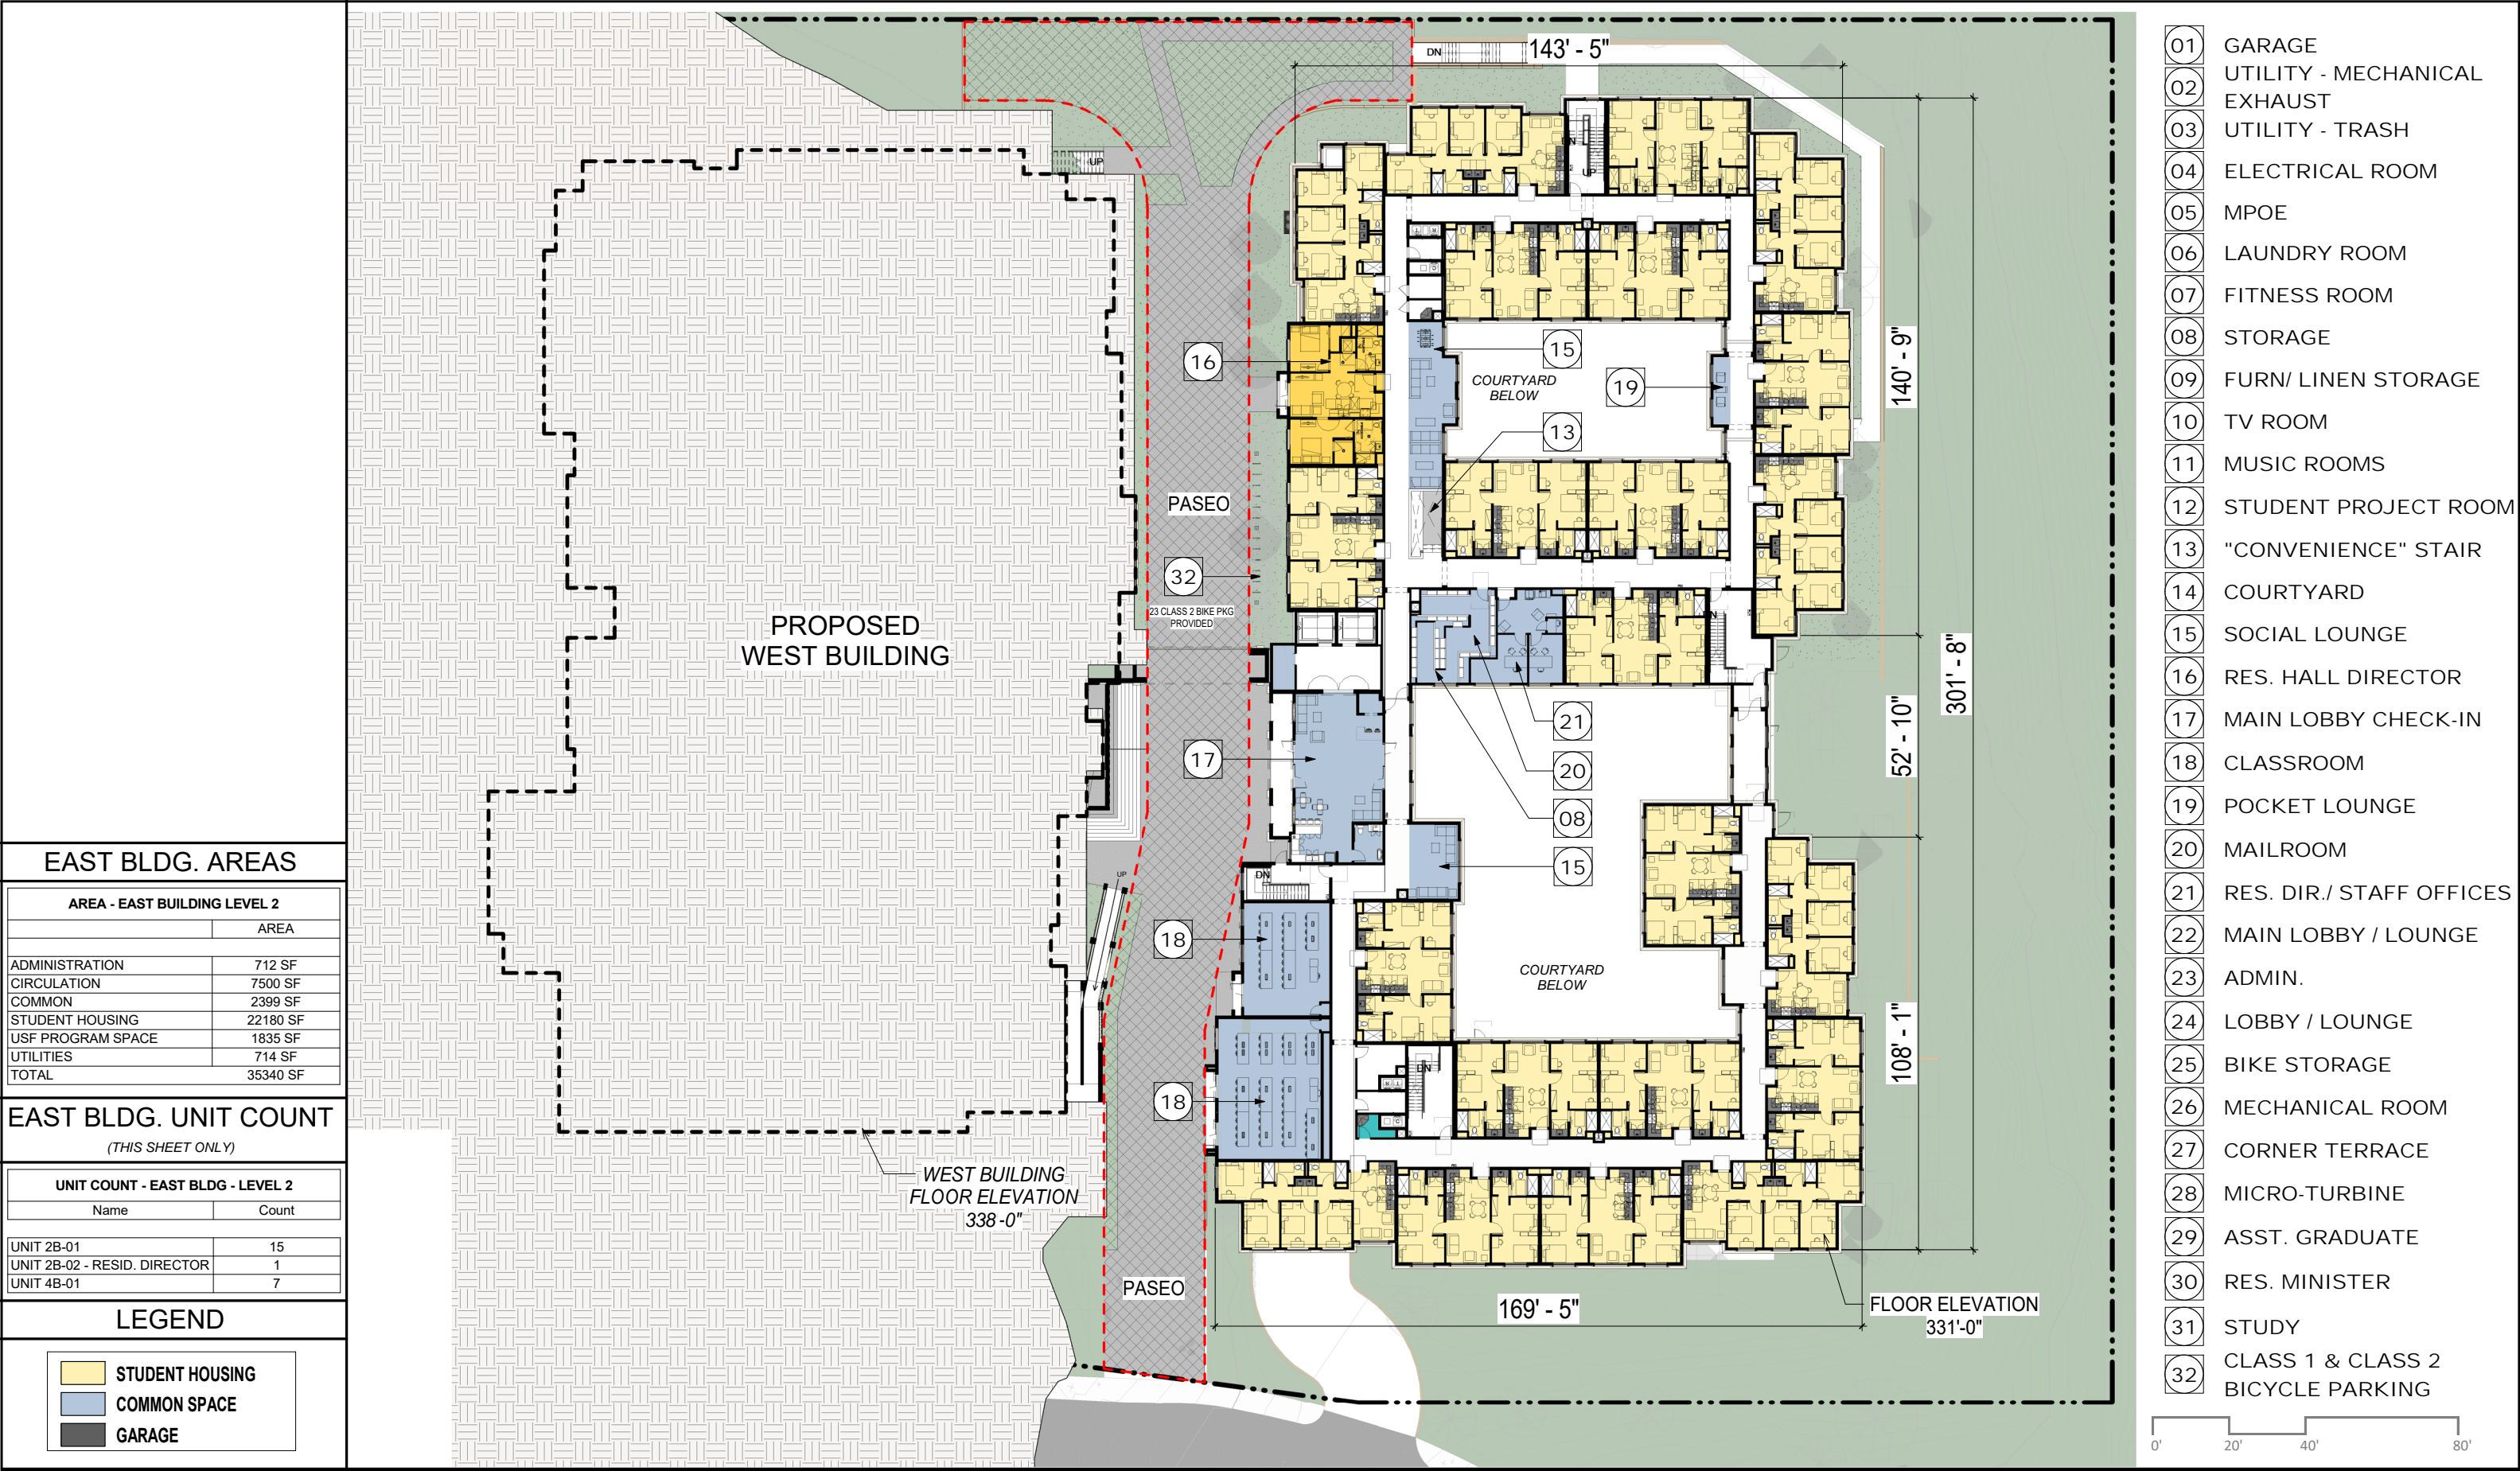 EAST BLDG. AREAS
AREA - EAST BUILDING LEVEL 2
AREA
ADMINISTRATION 712 SF
CIRCULATION 7500 SF
COMMON 2399 SF
STUDENT HOUSING 22180 SF
USF PROGRAM SPACE 1835 SF
UTILITIES 714 SF
TOTAL 35340 SF
EAST BLDG. UNIT COUNT
(THIS SHEET ONLY)
UNIT COUNT - EAST BLDG - LEVEL 2
Name Count
UNIT 2B-01 15
UNIT 2B-02 - RESID. DIRECTOR 1
UNIT 4B-01 7
LEGEND
STUDENT HOUSING
COMMON SPACE
GARAGE
DN
143' - 5"
UP
DN
UP
16
15
COURTYARD
BELOW
19
140' - 9"
13
PASEO
32
23 CLASS 2 BIKE PKG
PROVIDED
PROPOSED
WEST BUILDING
DN
301' - 8"
21
52' - 10"
17
20
08
15
UP
DN
18
COURTYARD
BELOW
108' - 1"
DN
18
WEST BUILDING
FLOOR ELEVATION
338 -0"
PASEO
169' - 5"
FLOOR ELEVATION
331'-0"
01 GARAGE
02 UTILITY - MECHANICAL
EXHAUST
03 UTILITY - TRASH
04 ELECTRICAL ROOM
05 MPOE
06 LAUNDRY ROOM
07 FITNESS ROOM
08 STORAGE
09 FURN/ LINEN STORAGE
10 TV ROOM
11 MUSIC ROOMS
12 STUDENT PROJECT ROOM
13 "CONVENIENCE" STAIR
14 COURTYARD
15 SOCIAL LOUNGE
16 RES. HALL DIRECTOR
17 MAIN LOBBY CHECK-IN
18 CLASSROOM
19 POCKET LOUNGE
20 MAILROOM
21 RES. DIR./ STAFF OFFICES
22 MAIN LOBBY / LOUNGE
23 ADMIN.
24 LOBBY / LOUNGE
25 BIKE STORAGE
26 MECHANICAL ROOM
27 CORNER TERRACE
28 MICRO-TURBINE
29 ASST. GRADUATE
30 RES. MINISTER
31 STUDY
32 CLASS 1 & CLASS 2
BICYCLE PARKING
0' 20' 40' 80'